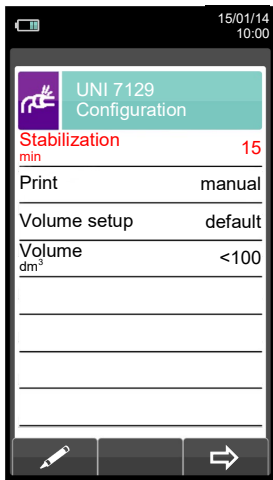 15/01/14
10:00
UNI 7129
Configuration
Stabilization
min
15
Print
manual
Volume setup
default
Volume
dm³
<100